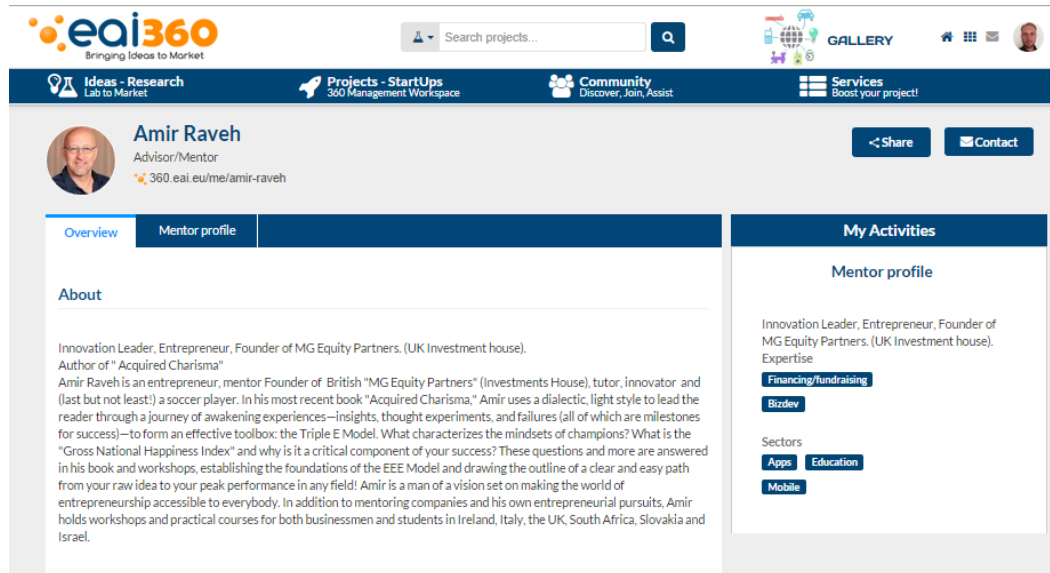 eai360
Bringing Ideas to Market
Search projects...
GALLERY
Ideas - Research
Lab to Market
Projects - StartUps
360 Management Workspace
Community
Discover, Join, Assist
Services
Boost your project!
Amir Raveh
Advisor/Mentor
360.eai.eu/me/amir-raveh
Share
Contact
Overview
Mentor profile
About
Innovation Leader, Entrepreneur, Founder of MG Equity Partners. (UK Investment house).
Author of " Acquired Charisma"
Amir Raveh is an entrepreneur, mentor Founder of British "MG Equity Partners" (Investments House), tutor, innovator and
(last but not least!) a soccer player. In his most recent book "Acquired Charisma," Amir uses a dialectic, light style to lead the
reader through a journey of awakening experiences—insights, thought experiments, and failures (all of which are milestones
for success)—to form an effective toolbox: the Triple E Model. What characterizes the mindsets of champions? What is the
"Gross National Happiness Index" and why is it a critical component of your success? These questions and more are answered
in his book and workshops, establishing the foundations of the EEE Model and drawing the outline of a clear and easy path
from your raw idea to your peak performance in any field! Amir is a man of a vision set on making the world of
entrepreneurship accessible to everybody. In addition to mentoring companies and his own entrepreneurial pursuits, Amir
holds workshops and practical courses for both businessmen and students in Ireland, Italy, the UK, South Africa, Slovakia and
Israel.
My Activities
Mentor profile
Innovation Leader, Entrepreneur, Founder of
MG Equity Partners. (UK Investment house).
Expertise
Financing/fundraising
Bizdev
Sectors
Apps Education
Mobile